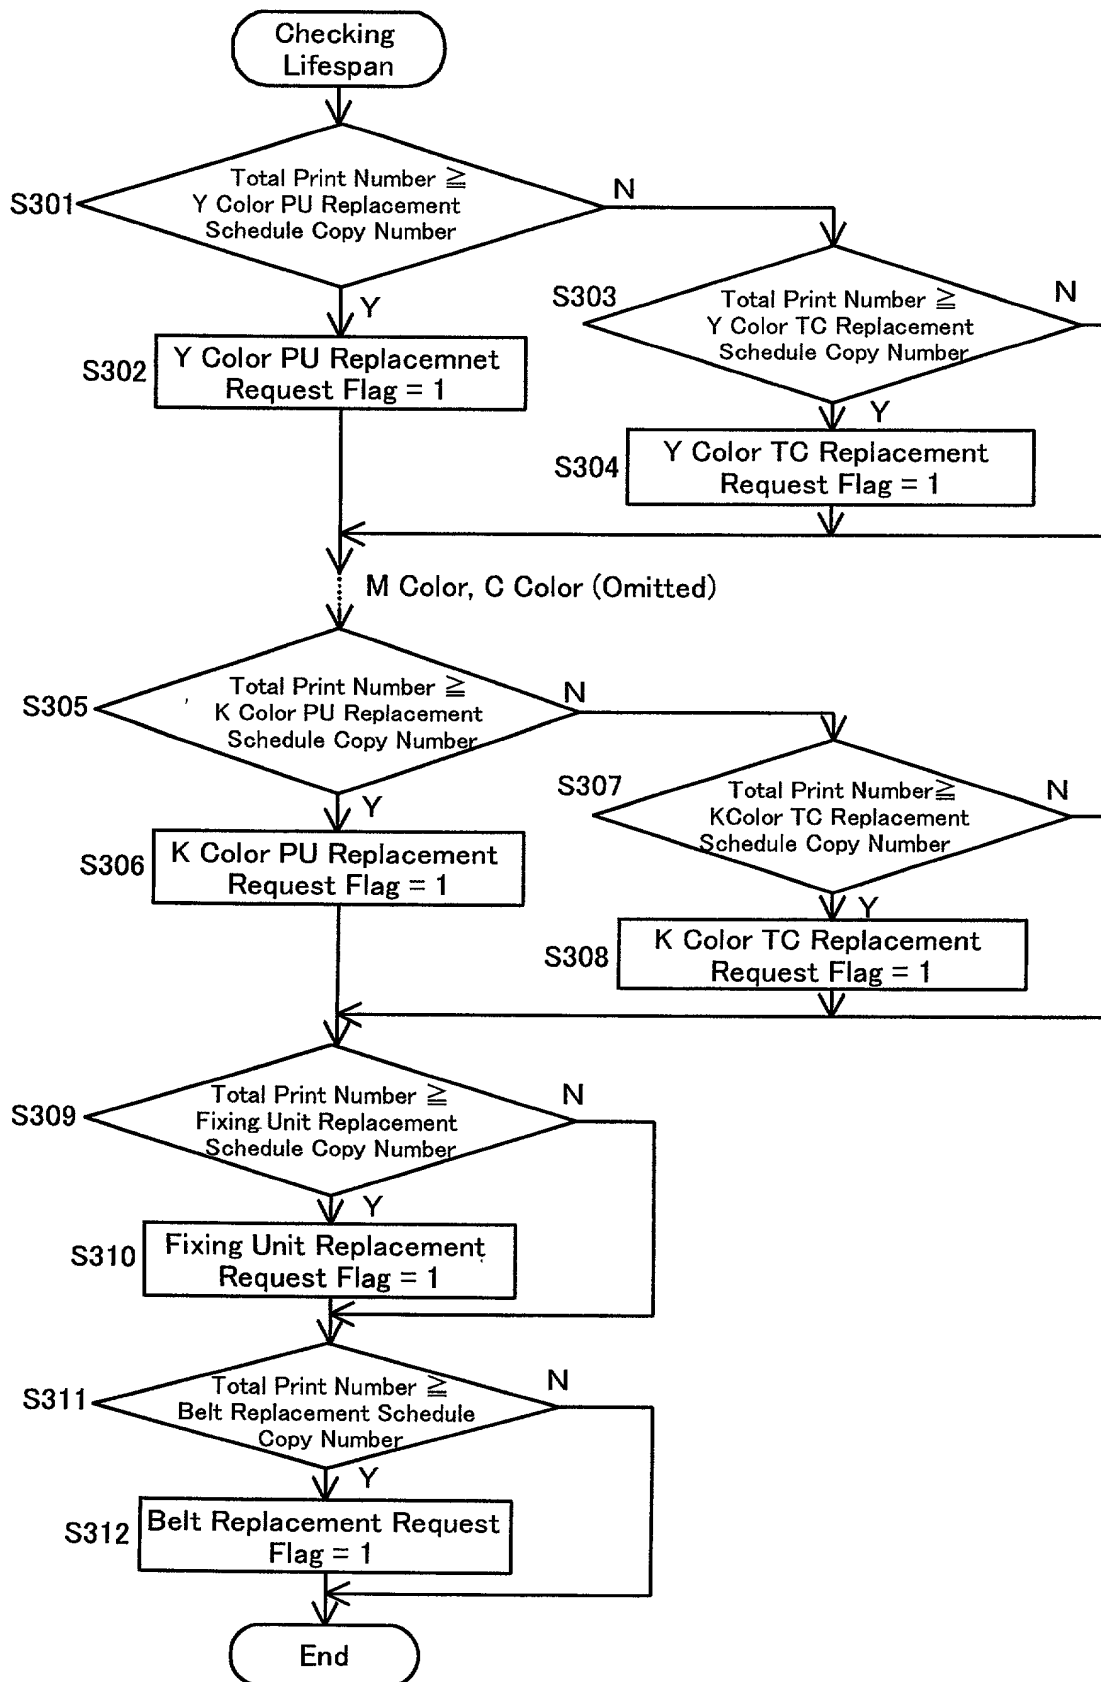 Checking
Lifespan
S301
Total Print Number ≧
Y Color PU Replacement
Schedule Copy Number
N
Y
S302
Y Color PU Replacemnet
Request Flag = 1
S303
Total Print Number ≧
Y Color TC Replacement
Schedule Copy Number
N
Y
S304
Y Color TC Replacement
Request Flag = 1
M Color, C Color (Omitted)
S305
Total Print Number ≧
K Color PU Replacement
Schedule Copy Number
N
Y
S306
K Color PU Replacement
Request Flag = 1
S307
Total Print Number≧
KColor TC Replacement
Schedule Copy Number
N
Y
S308
K Color TC Replacement
Request Flag = 1
S309
Total Print Number ≧
Fixing Unit Replacement
Schedule Copy Number
N
Y
S310
Fixing Unit Replacement
Request Flag = 1
S311
Total Print Number ≧
Belt Replacement Schedule
Copy Number
N
Y
S312
Belt Replacement Request
Flag = 1
End